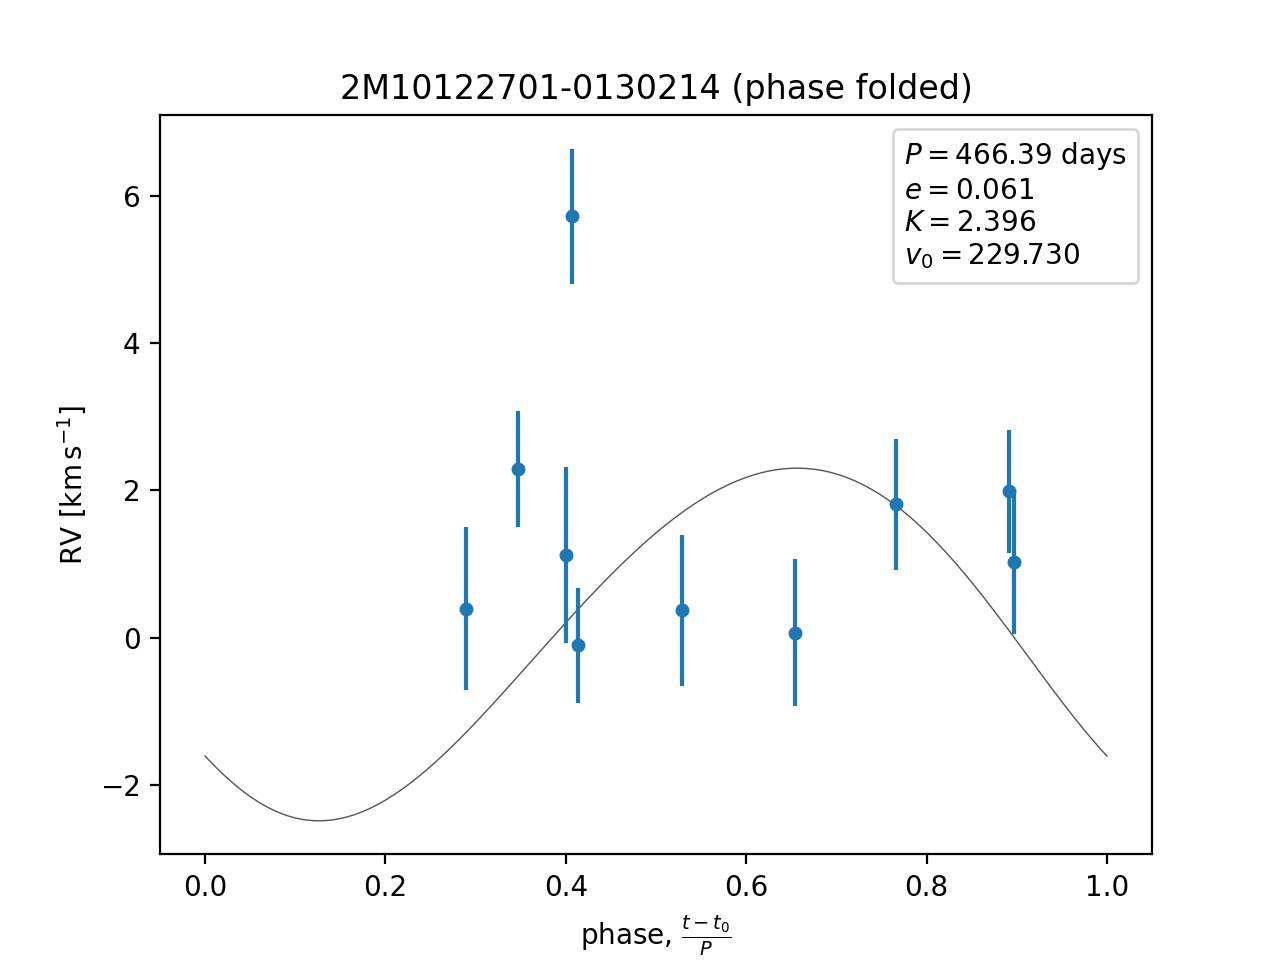 2M10122701-0130214 (phase folded)
P = 466.39 days
e = 0.061
K = 2.396
v₀ = 229.730
RV [km s⁻¹]
6
4
2
0
−2
0.0 0.2 0.4 0.6 0.8 1.0
phase, (t − t₀)/P